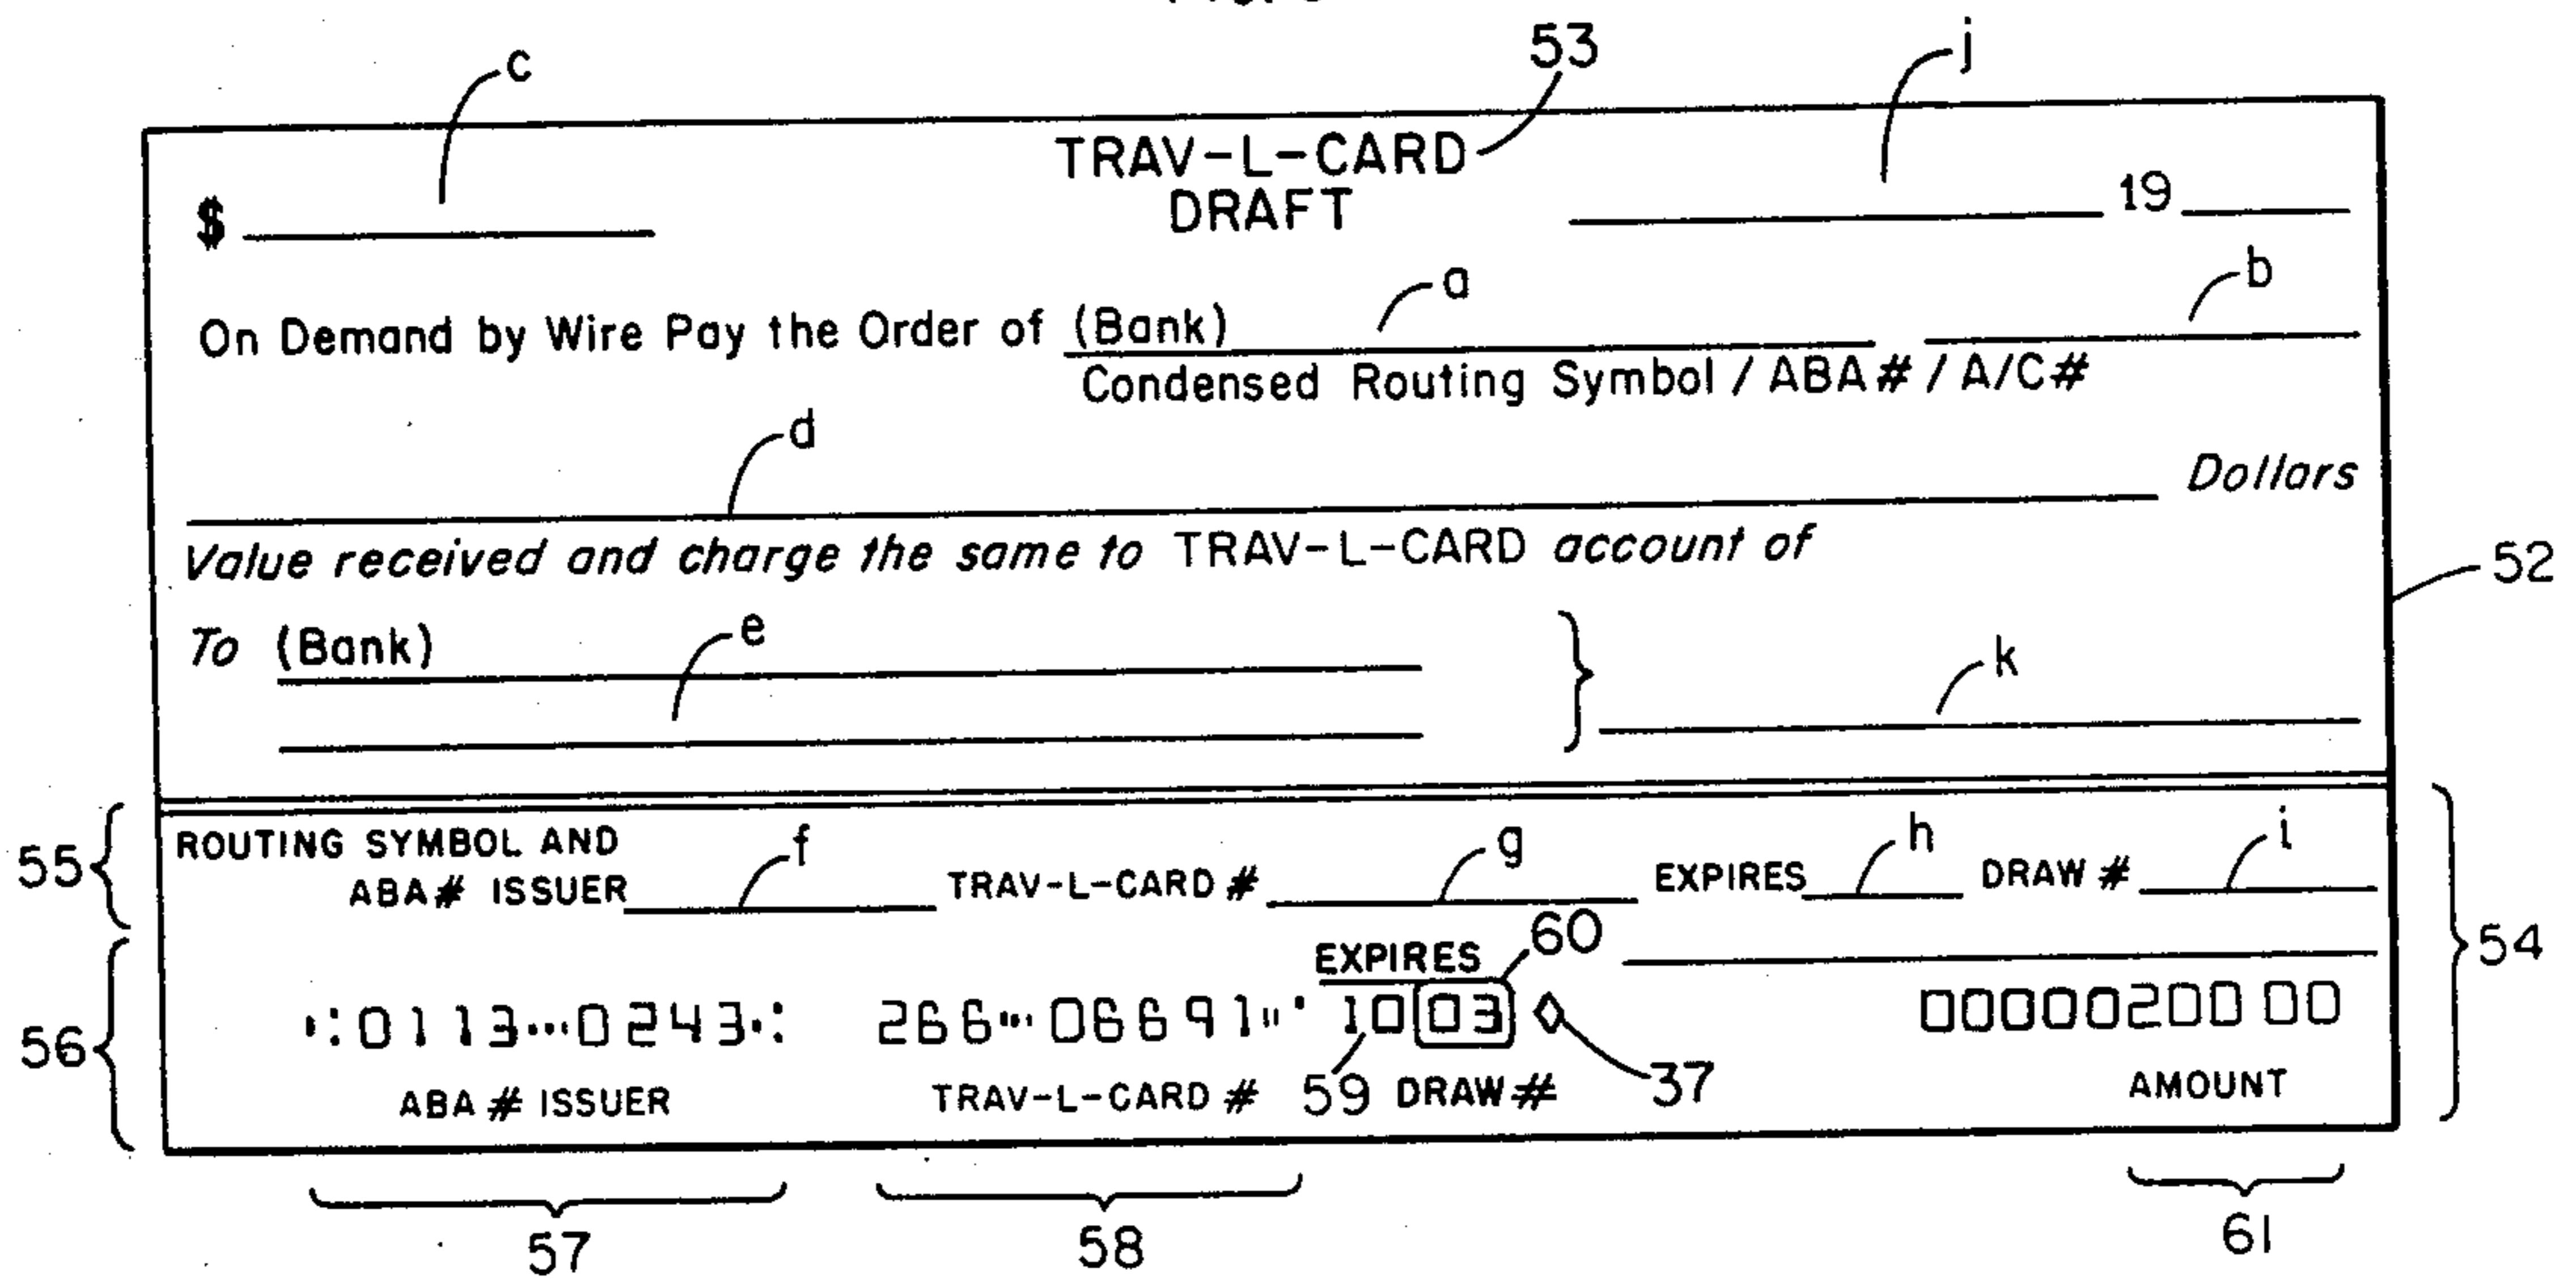 c
53
j
TRAV-L-CARD
DRAFT
$
19
a
b
On Demand by Wire Pay the Order of (Bank)
Condensed Routing Symbol / ABA# / A/C#
d
Dollars
Value received and charge the same to TRAV-L-CARD account of
52
To (Bank)
e
k
55
ROUTING SYMBOL AND
ABA# ISSUER
f
TRAV-L-CARD #
g
EXPIRES
h
DRAW #
i
54
EXPIRES
60
56
⑆0113⑉0243⑆ 266⑉06691⑈ 10 03 ◇ 0000020000
ABA # ISSUER
TRAV-L-CARD #
59
DRAW#
37
AMOUNT
57
58
61